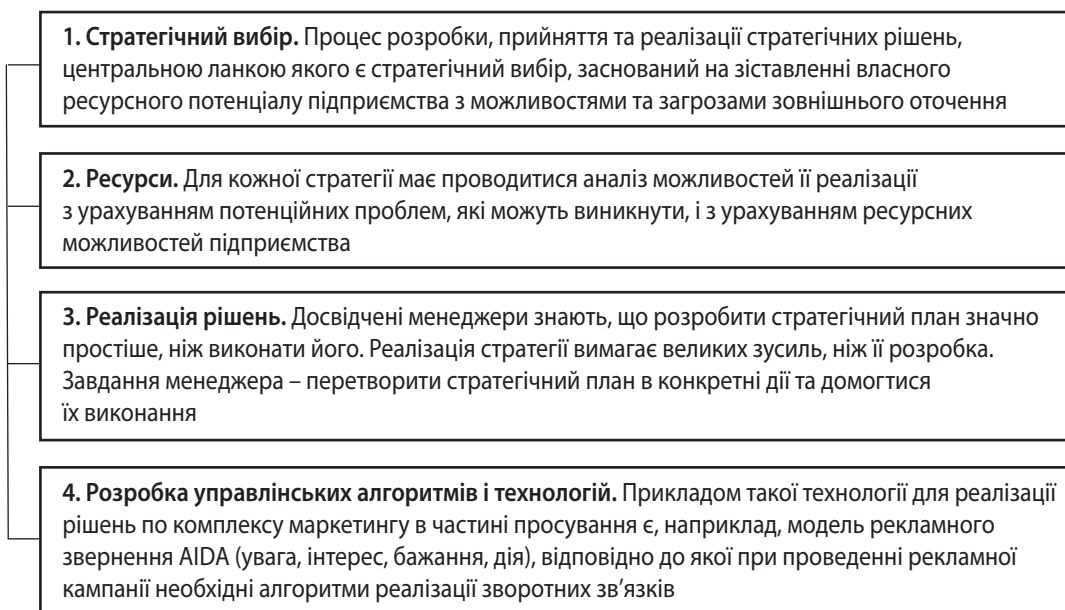 1. Стратегічний вибір. Процес розробки, прийняття та реалізації стратегічних рішень,
центральною ланкою якого є стратегічний вибір, заснований на зіставленні власного
ресурсного потенціалу підприємства з можливостями та загрозами зовнішнього оточення
2. Ресурси. Для кожної стратегії має проводитися аналіз можливостей її реалізації
з урахуванням потенційних проблем, які можуть виникнути, і з урахуванням ресурсних
можливостей підприємства
3. Реалізація рішень. Досвідчені менеджери знають, що розробити стратегічний план значно
простіше, ніж виконати його. Реалізація стратегії вимагає великих зусиль, ніж її розробка.
Завдання менеджера – перетворити стратегічний план в конкретні дії та домогтися
їх виконання
4. Розробка управлінських алгоритмів і технологій. Прикладом такої технології для реалізації
рішень по комплексу маркетингу в частині просування є, наприклад, модель рекламного
звернення AIDA (увага, інтерес, бажання, дія), відповідно до якої при проведенні рекламної
кампанії необхідні алгоритми реалізації зворотних зв’язків